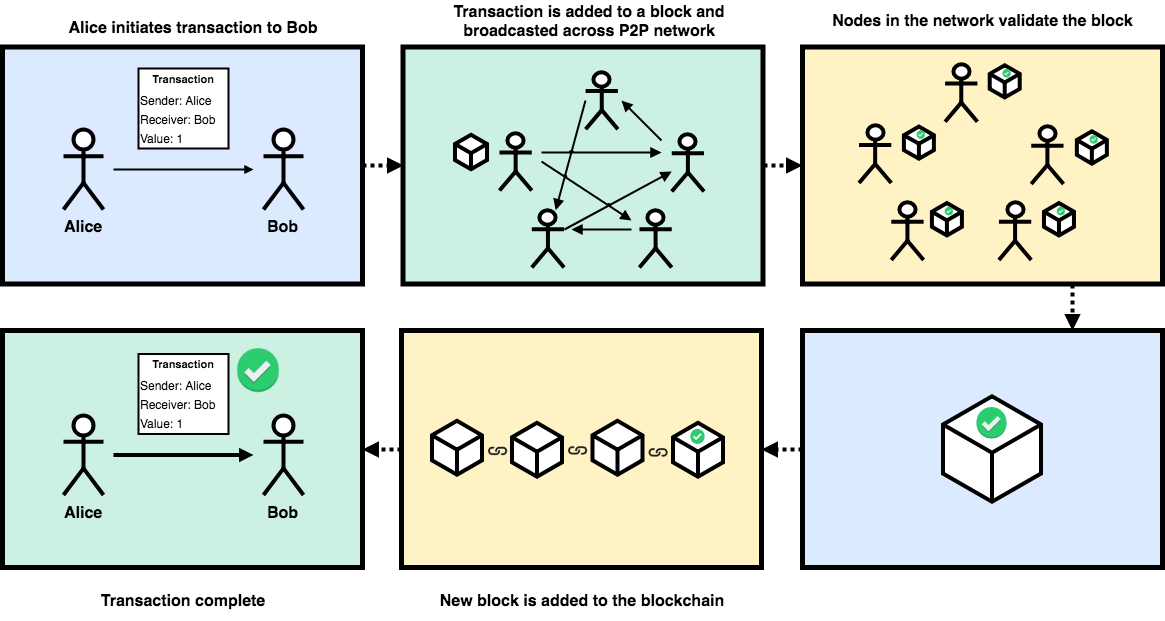 Alice initiates transaction to Bob
Transaction is added to a block and
broadcasted across P2P network
Nodes in the network validate the block
Transaction
Sender: Alice
Receiver: Bob
Value: 1
Alice
Bob
Transaction
Sender: Alice
Receiver: Bob
Value: 1
Alice
Bob
Transaction complete
New block is added to the blockchain